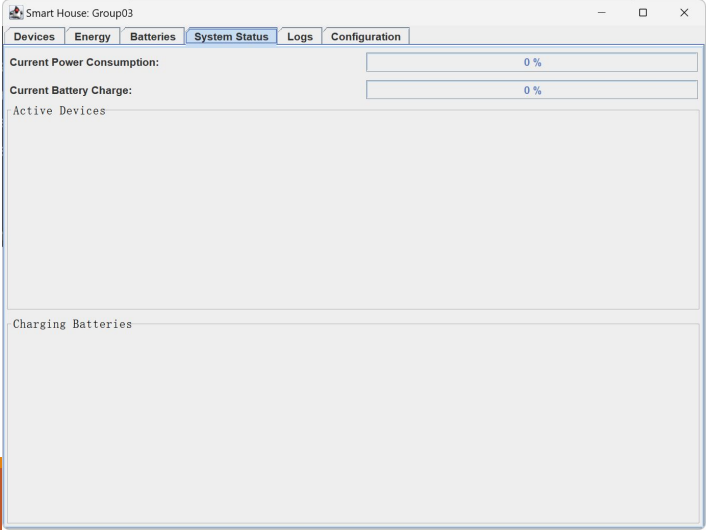 Smart House: Group03
Devices Energy Batteries System Status Logs Configuration
Current Power Consumption: 0 %
Current Battery Charge: 0 %
Active Devices
Charging Batteries